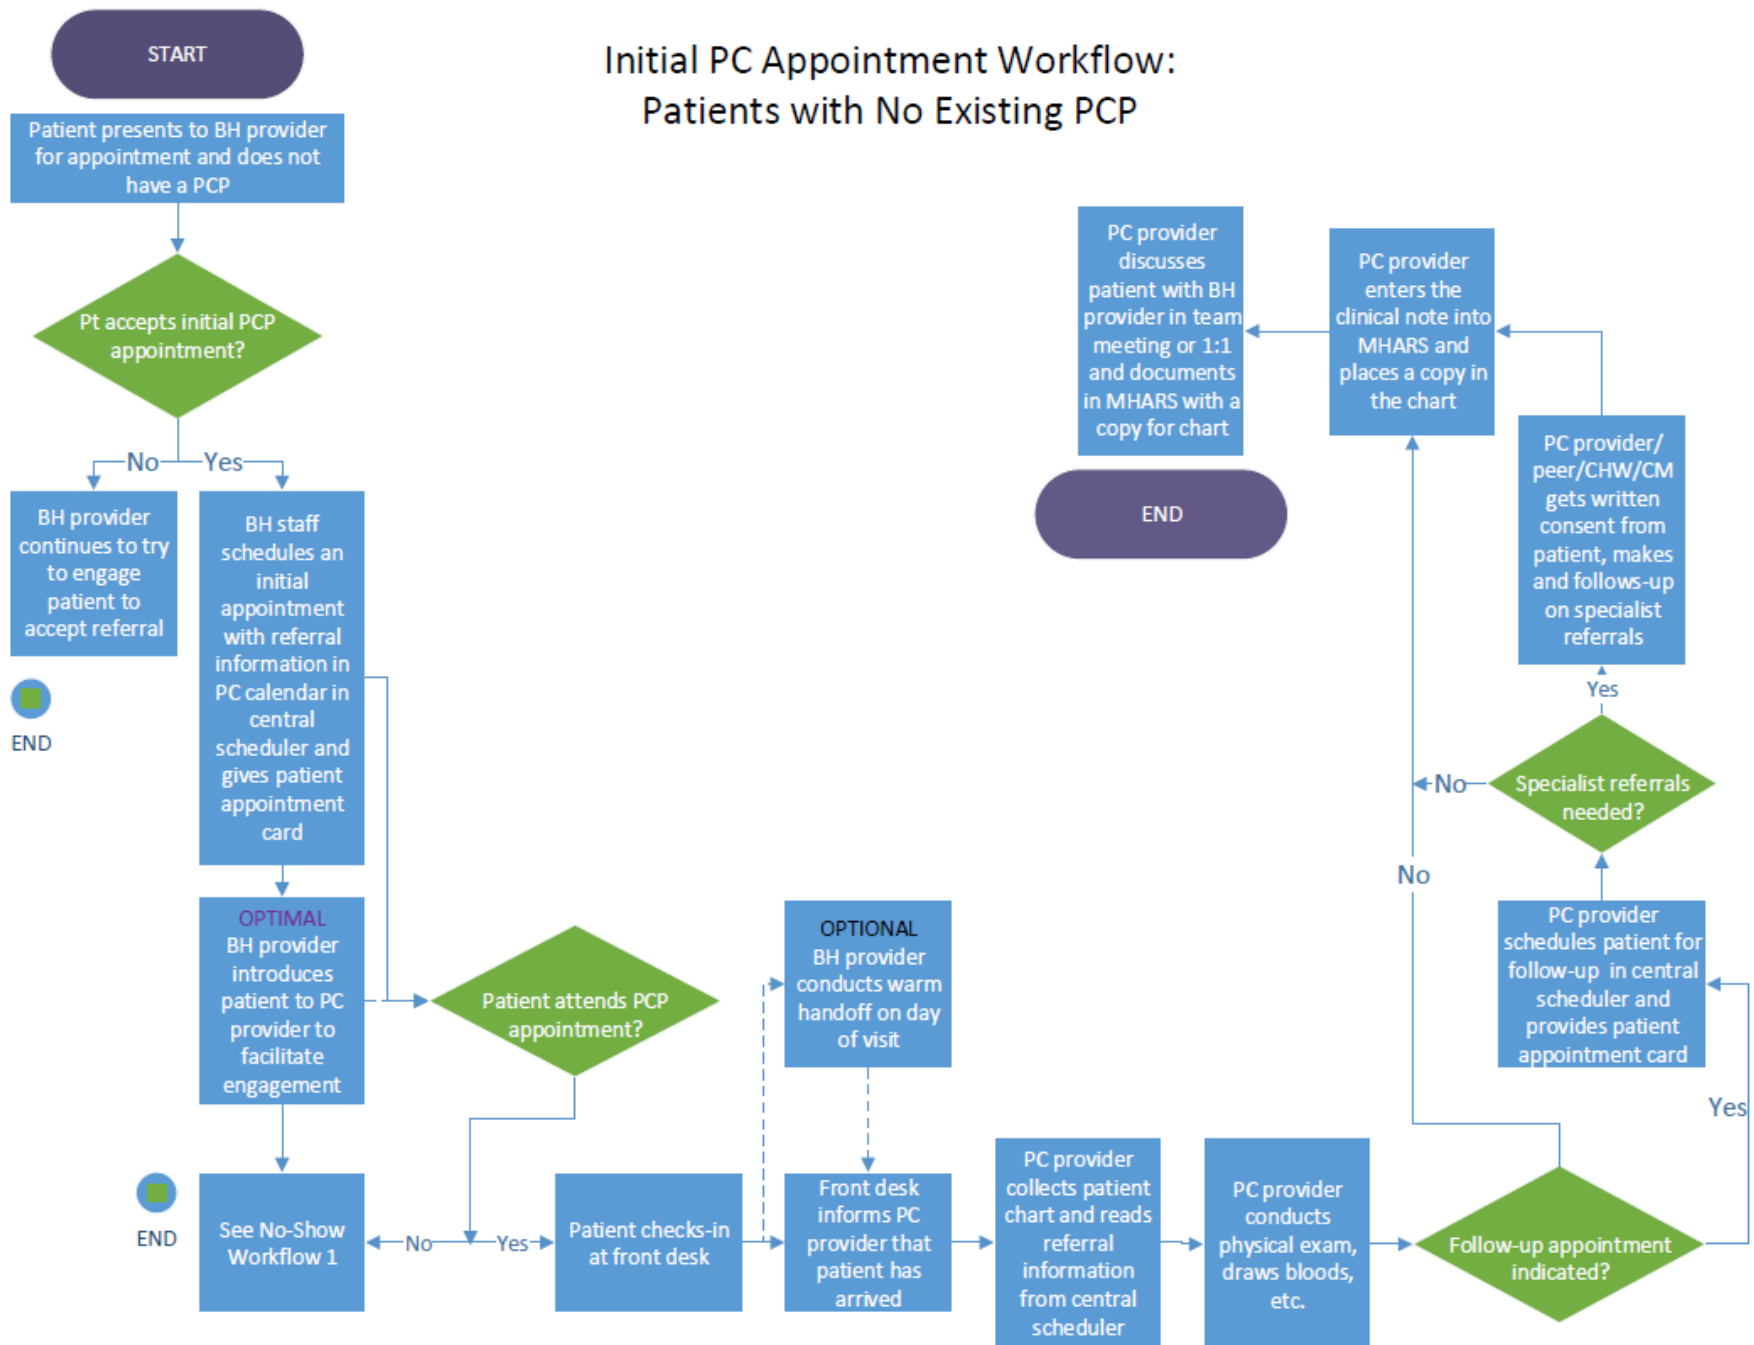 START
Initial PC Appointment Workflow:
Patients with No Existing PCP
Patient presents to BH provider
for appointment and does not
have a PCP
Pt accepts initial PCP
appointment?
No
Yes
BH provider
continues to try
to engage
patient to
accept referral
END
BH staff
schedules an
initial
appointment
with referral
information in
PC calendar in
central
scheduler and
gives patient
appointment
card
OPTIMAL
BH provider
introduces
patient to PC
provider to
facilitate
engagement
Patient attends PCP
appointment?
No
Yes
See No-Show
Workflow 1
END
Patient checks-in
at front desk
OPTIONAL
BH provider
conducts warm
handoff on day
of visit
Front desk
informs PC
provider that
patient has
arrived
PC provider
collects patient
chart and reads
referral
information
from central
scheduler
PC provider
conducts
physical exam,
draws bloods,
etc.
Follow-up appointment
indicated?
No
Yes
PC provider
schedules patient for
follow-up in central
scheduler and
provides patient
appointment card
Specialist referrals
needed?
No
Yes
PC provider/
peer/CHW/CM
gets written
consent from
patient, makes
and follows-up
on specialist
referrals
PC provider
enters the
clinical note into
MHARS and
places a copy in
the chart
PC provider
discusses
patient with BH
provider in team
meeting or 1:1
and documents
in MHARS with a
copy for chart
END